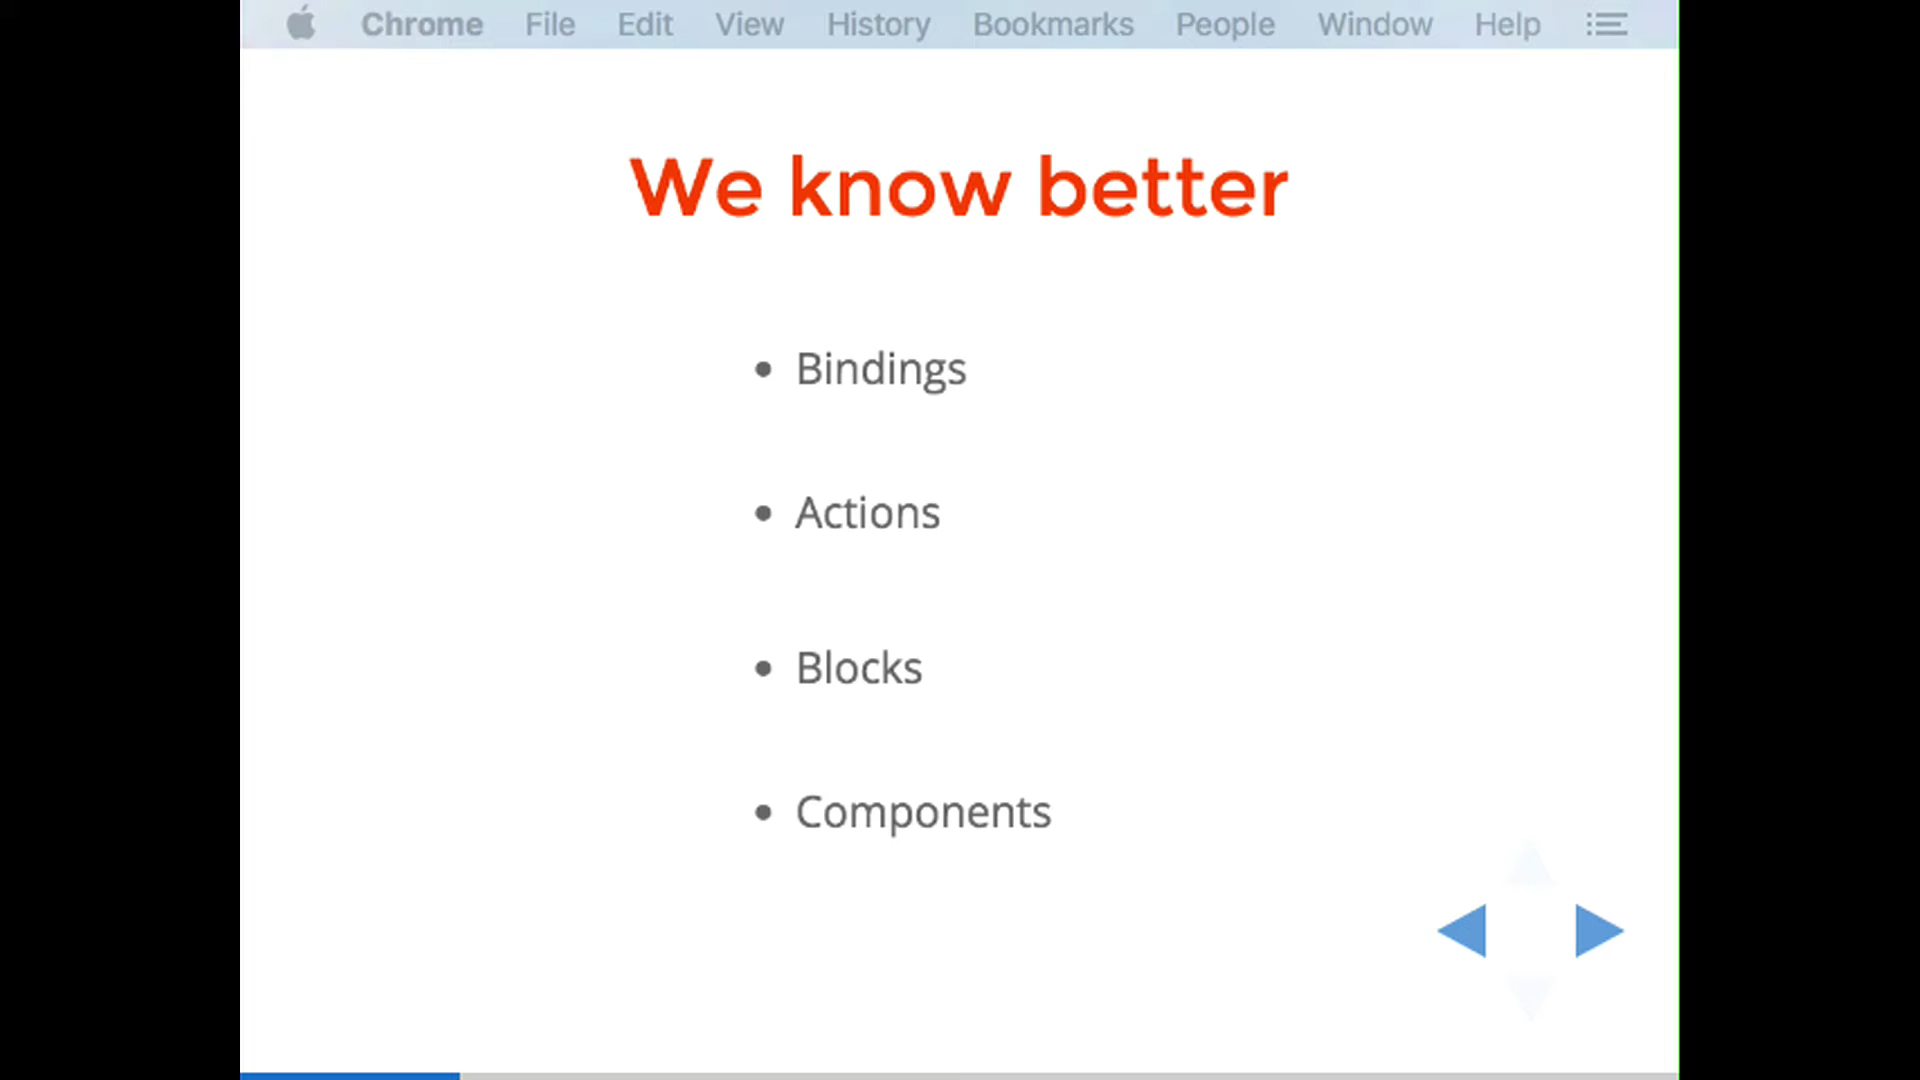 Chrome File Edit View History Bookmarks People Window Help
We know better
• Bindings
• Actions
• Blocks
• Components